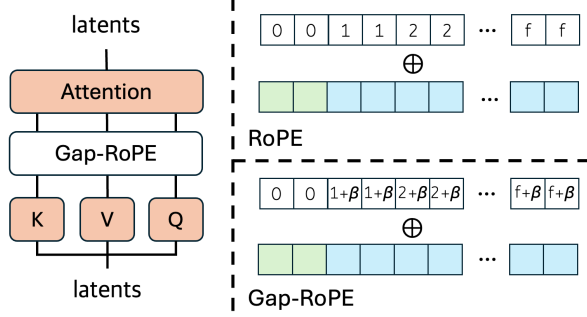 latents
Attention
Gap-RoPE
K V Q
latents
0 0 1 1 2 2 ... f f
⊕
...
RoPE
0 0 1+β 1+β 2+β 2+β ... f+β f+β
⊕
...
Gap-RoPE